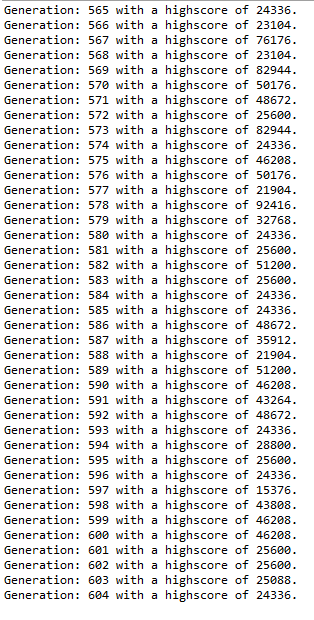 Generation: 565 with a highscore of 24336.
Generation: 566 with a highscore of 23104.
Generation: 567 with a highscore of 76176.
Generation: 568 with a highscore of 23104.
Generation: 569 with a highscore of 82944.
Generation: 570 with a highscore of 50176.
Generation: 571 with a highscore of 48672.
Generation: 572 with a highscore of 25600.
Generation: 573 with a highscore of 82944.
Generation: 574 with a highscore of 24336.
Generation: 575 with a highscore of 46208.
Generation: 576 with a highscore of 50176.
Generation: 577 with a highscore of 21904.
Generation: 578 with a highscore of 92416.
Generation: 579 with a highscore of 32768.
Generation: 580 with a highscore of 24336.
Generation: 581 with a highscore of 25600.
Generation: 582 with a highscore of 51200.
Generation: 583 with a highscore of 25600.
Generation: 584 with a highscore of 24336.
Generation: 585 with a highscore of 24336.
Generation: 586 with a highscore of 48672.
Generation: 587 with a highscore of 35912.
Generation: 588 with a highscore of 21904.
Generation: 589 with a highscore of 51200.
Generation: 590 with a highscore of 46208.
Generation: 591 with a highscore of 43264.
Generation: 592 with a highscore of 48672.
Generation: 593 with a highscore of 24336.
Generation: 594 with a highscore of 28800.
Generation: 595 with a highscore of 25600.
Generation: 596 with a highscore of 24336.
Generation: 597 with a highscore of 15376.
Generation: 598 with a highscore of 43808.
Generation: 599 with a highscore of 46208.
Generation: 600 with a highscore of 46208.
Generation: 601 with a highscore of 25600.
Generation: 602 with a highscore of 25600.
Generation: 603 with a highscore of 25088.
Generation: 604 with a highscore of 24336.